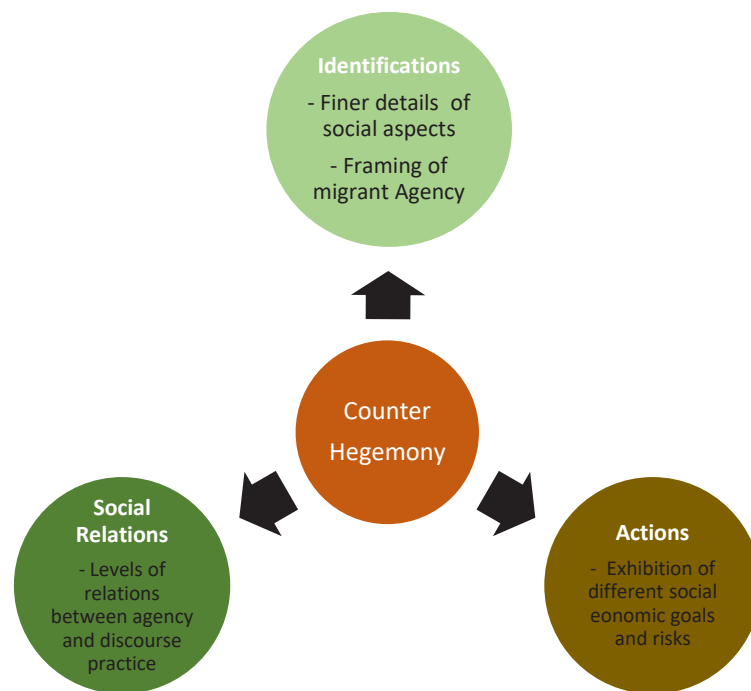 Identifications
- Finer details of
social aspects
- Framing of
migrant Agency
Counter
Hegemony
Social
Relations
- Levels of
relations
between agency
and discourse
practice
Actions
- Exhibition of
different social
eonomic goals
and risks